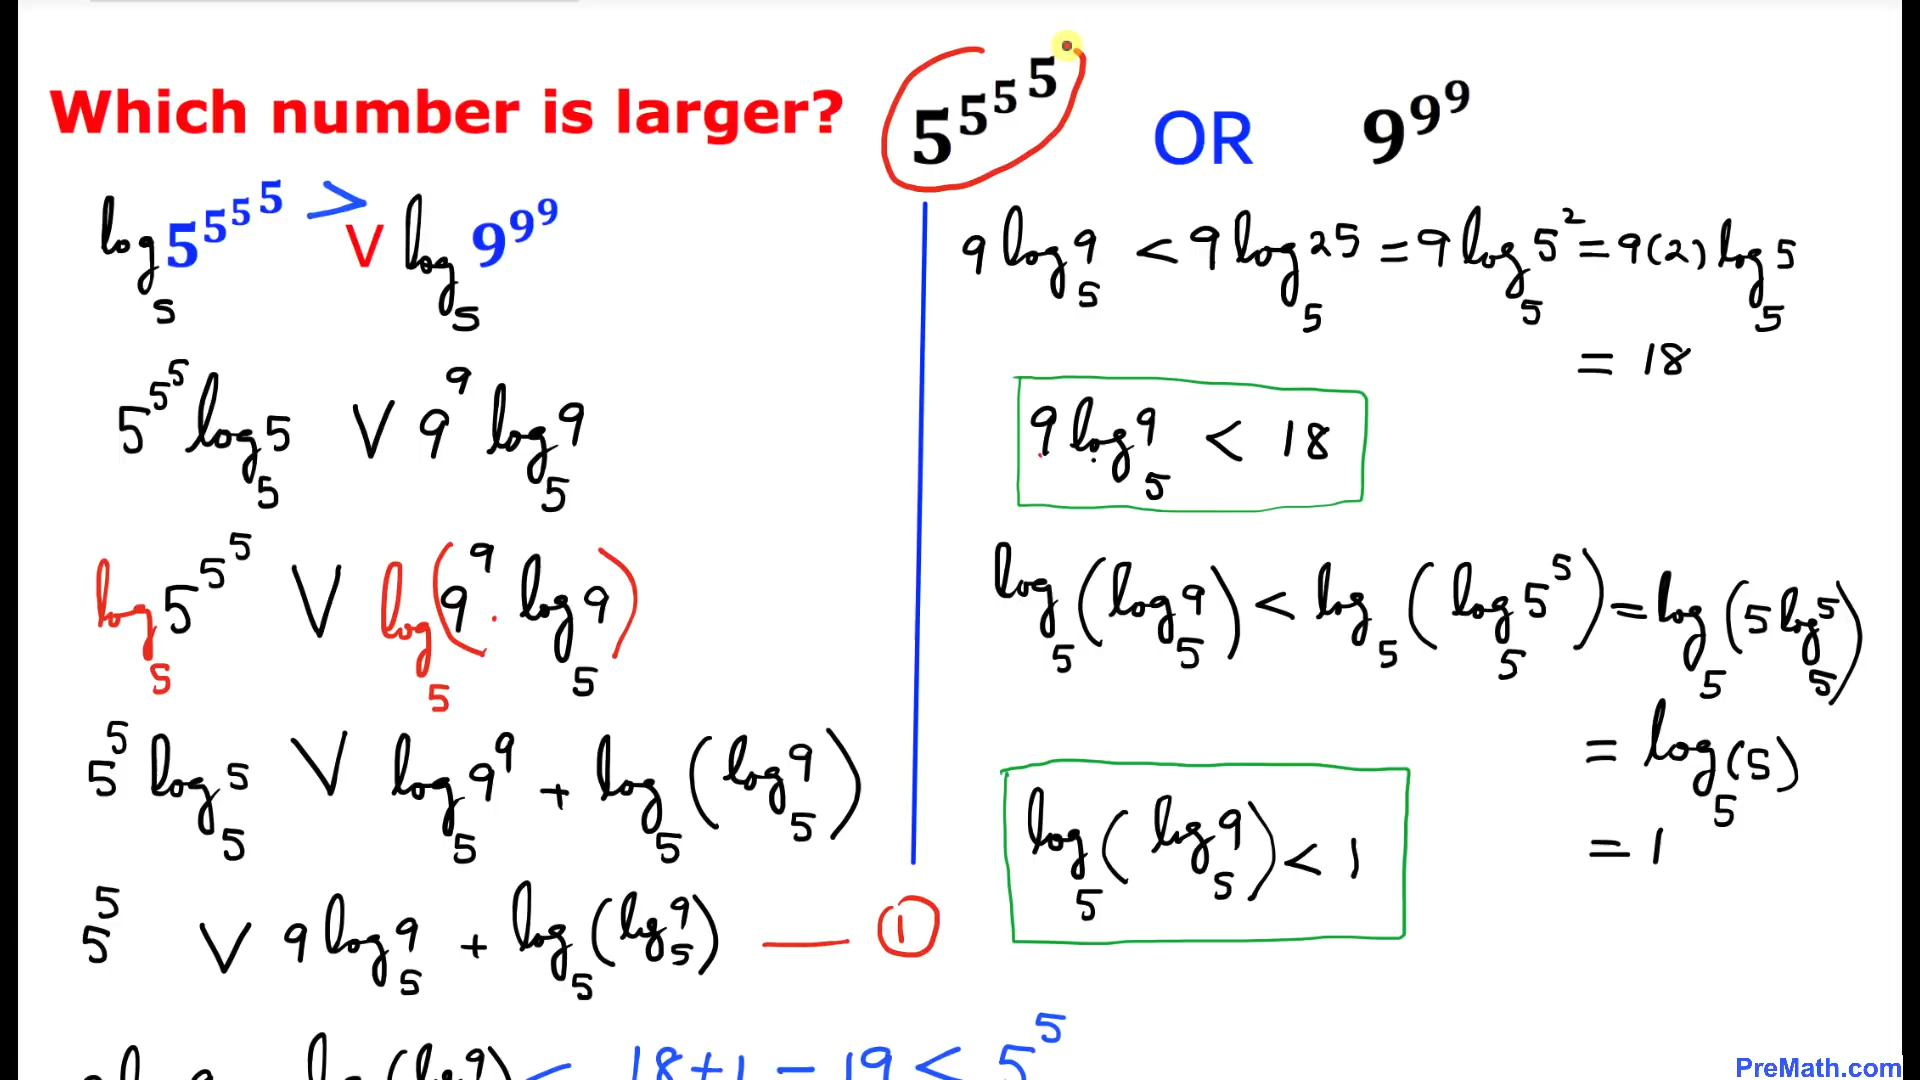 Which number is larger? 5^5^5^5 OR 9^9^9
log_5 5^5^5^5 > V log_5 9^9^9
5^5^5 log_5 5 V 9^9 log_5 9
log_5 5^5^5 V log_5 (9^9 · log_5 9)
5^5 log_5 5 V log_5 9^9 + log_5 (log_5 9)
5^5 V 9 log_5 9 + log_5 (log_5 9) — ①
18 + 1 = 19 < 5^5
9 log_5 9 < 9 log_5 25 = 9 log_5 5^2 = 9(2) log_5 5
= 18
9 log_5 9 < 18
log_5 (log_5 9) < log_5 (log_5 5^5) = log_5 (5 log_5 5)
= log_5 (5)
= 1
log_5 (log_5 9) < 1
PreMath.com